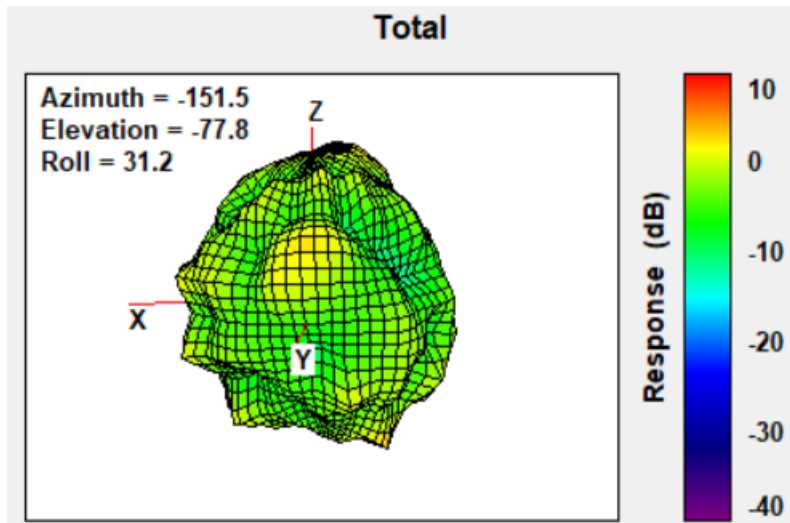 Total
Azimuth = -151.5
Elevation = -77.8
Roll = 31.2
Z
X
Y
10
0
-10
-20
-30
-40
Response (dB)